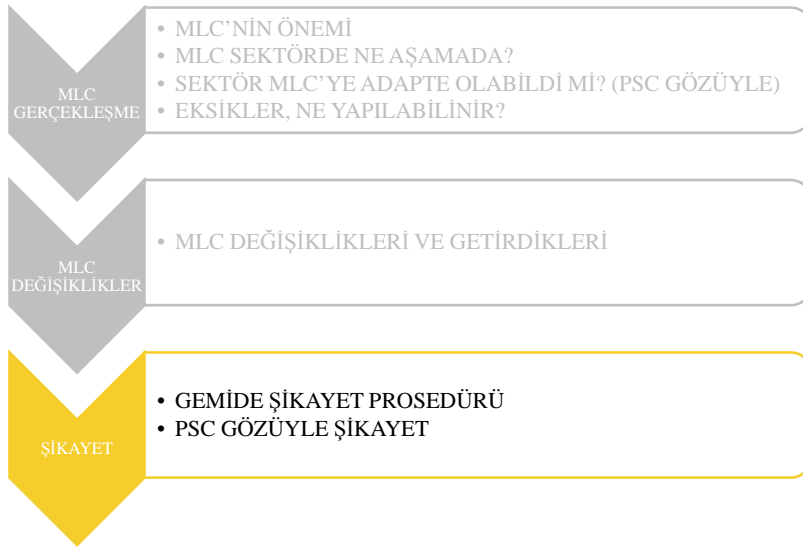 MLC
GERÇEKLEŞME
• MLC’NİN ÖNEMİ
• MLC SEKTÖRDE NE AŞAMADA?
• SEKTÖR MLC’YE ADAPTE OLABİLDİ Mİ? (PSC GÖZÜYLE)
• EKSİKLER, NE YAPILABİLİNİR?
MLC
DEĞİŞİKLİKLER
• MLC DEĞİŞİKLİKLERİ VE GETİRDİKLERİ
ŞİKAYET
• GEMİDE ŞİKAYET PROSEDÜRÜ
• PSC GÖZÜYLE ŞİKAYET